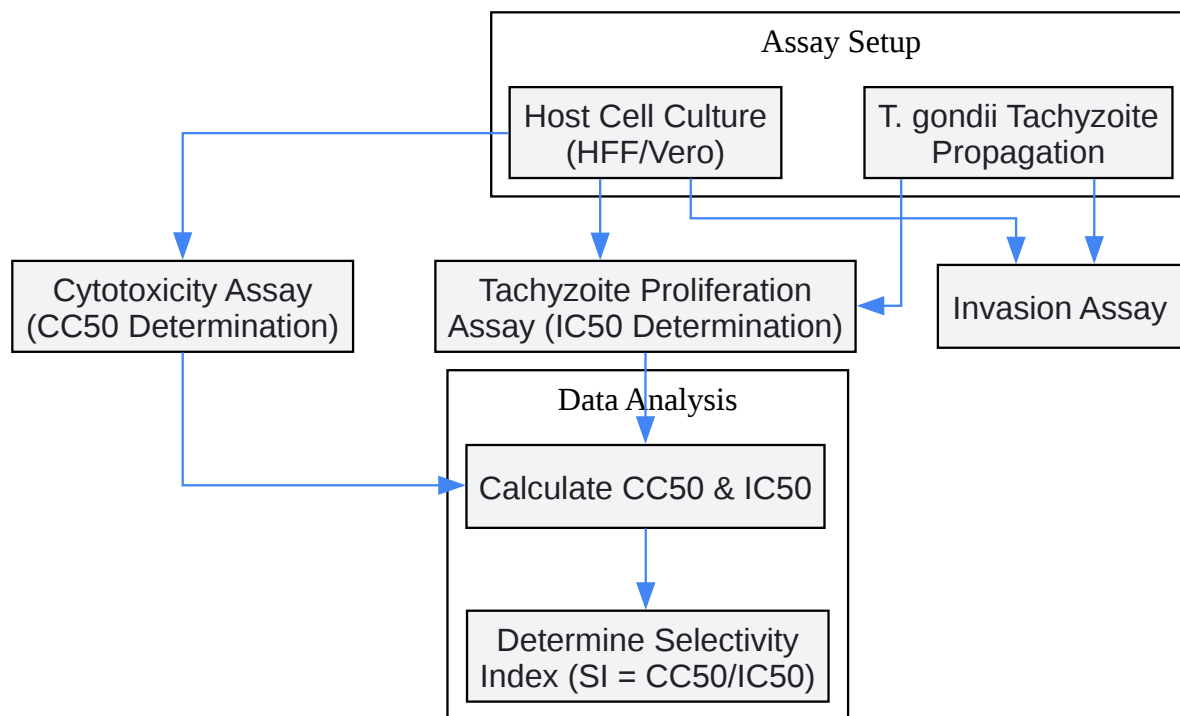 Assay Setup
Host Cell Culture
(HFF/Vero)
T. gondii Tachyzoite
Propagation
Cytotoxicity Assay
(CC50 Determination)
Tachyzoite Proliferation
Assay (IC50 Determination)
Invasion Assay
Data Analysis
Calculate CC50 & IC50
Determine Selectivity
Index (SI = CC50/IC50)